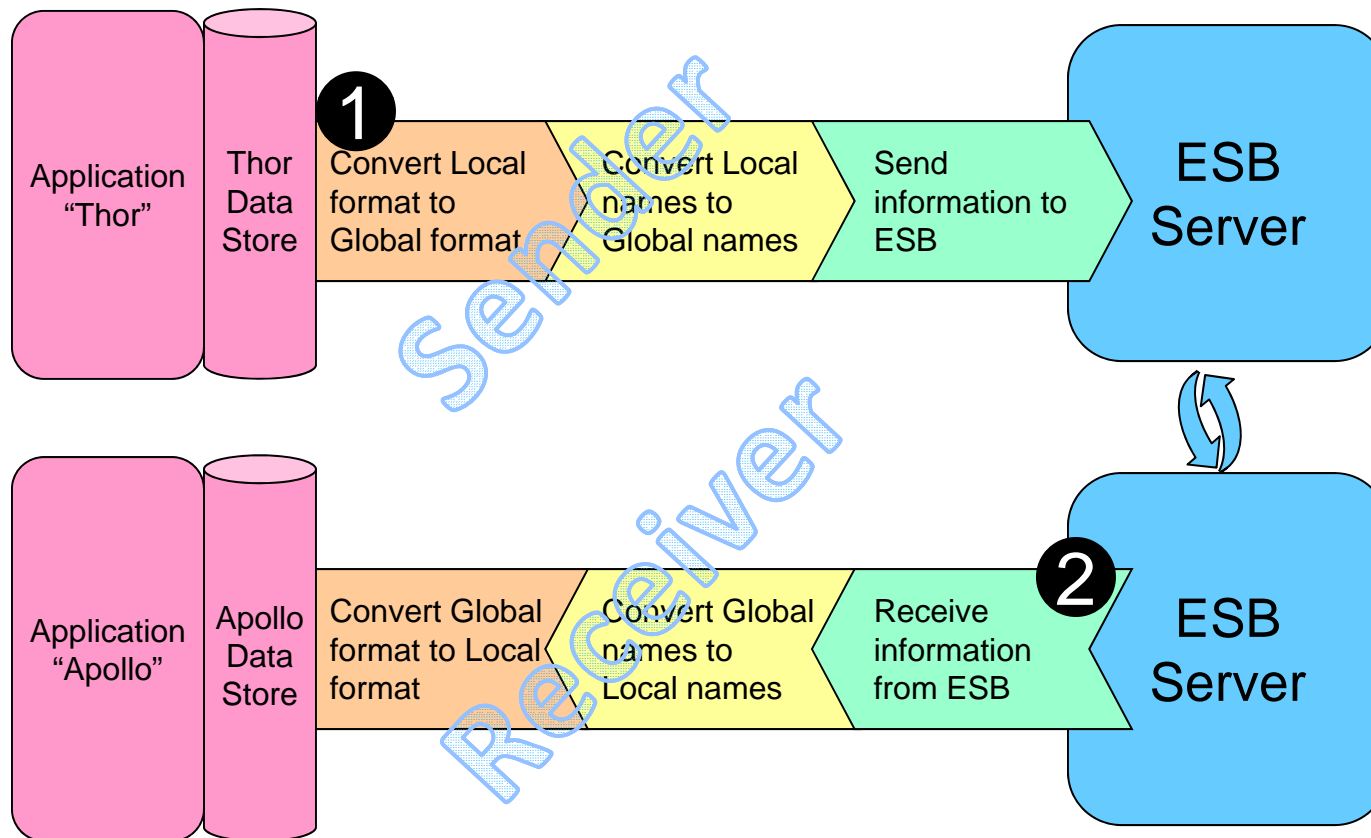 1
Application
“Thor”
Thor
Data
Store
Convert Local
format to
Global format
Convert Local
names to
Global names
Send
information to
ESB
ESB
Server
Sender
2
Application
“Apollo”
Apollo
Data
Store
Convert Global
format to Local
format
Convert Global
names to
Local names
Receive
information
from ESB
ESB
Server
Receiver